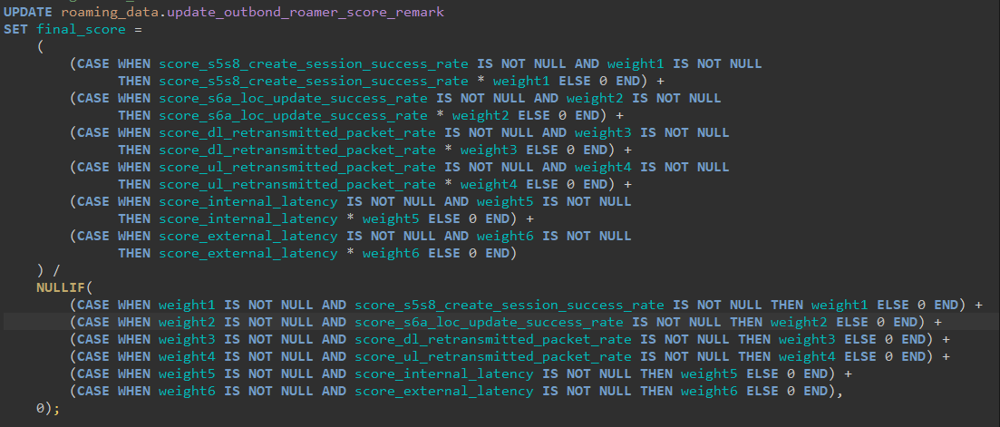 UPDATE roaming_data.update_outbond_roamer_score_remark
SET final_score =
(
(CASE WHEN score_s5s8_create_session_success_rate IS NOT NULL AND weight1 IS NOT NULL
THEN score_s5s8_create_session_success_rate * weight1 ELSE 0 END) +
(CASE WHEN score_s6a_loc_update_success_rate IS NOT NULL AND weight2 IS NOT NULL
THEN score_s6a_loc_update_success_rate * weight2 ELSE 0 END) +
(CASE WHEN score_dl_retransmitted_packet_rate IS NOT NULL AND weight3 IS NOT NULL
THEN score_dl_retransmitted_packet_rate * weight3 ELSE 0 END) +
(CASE WHEN score_ul_retransmitted_packet_rate IS NOT NULL AND weight4 IS NOT NULL
THEN score_ul_retransmitted_packet_rate * weight4 ELSE 0 END) +
(CASE WHEN score_internal_latency IS NOT NULL AND weight5 IS NOT NULL
THEN score_internal_latency * weight5 ELSE 0 END) +
(CASE WHEN score_external_latency IS NOT NULL AND weight6 IS NOT NULL
THEN score_external_latency * weight6 ELSE 0 END)
) /
NULLIF(
(CASE WHEN weight1 IS NOT NULL AND score_s5s8_create_session_success_rate IS NOT NULL THEN weight1 ELSE 0 END) +
(CASE WHEN weight2 IS NOT NULL AND score_s6a_loc_update_success_rate IS NOT NULL THEN weight2 ELSE 0 END) +
(CASE WHEN weight3 IS NOT NULL AND score_dl_retransmitted_packet_rate IS NOT NULL THEN weight3 ELSE 0 END) +
(CASE WHEN weight4 IS NOT NULL AND score_ul_retransmitted_packet_rate IS NOT NULL THEN weight4 ELSE 0 END) +
(CASE WHEN weight5 IS NOT NULL AND score_internal_latency IS NOT NULL THEN weight5 ELSE 0 END) +
(CASE WHEN weight6 IS NOT NULL AND score_external_latency IS NOT NULL THEN weight6 ELSE 0 END),
0);